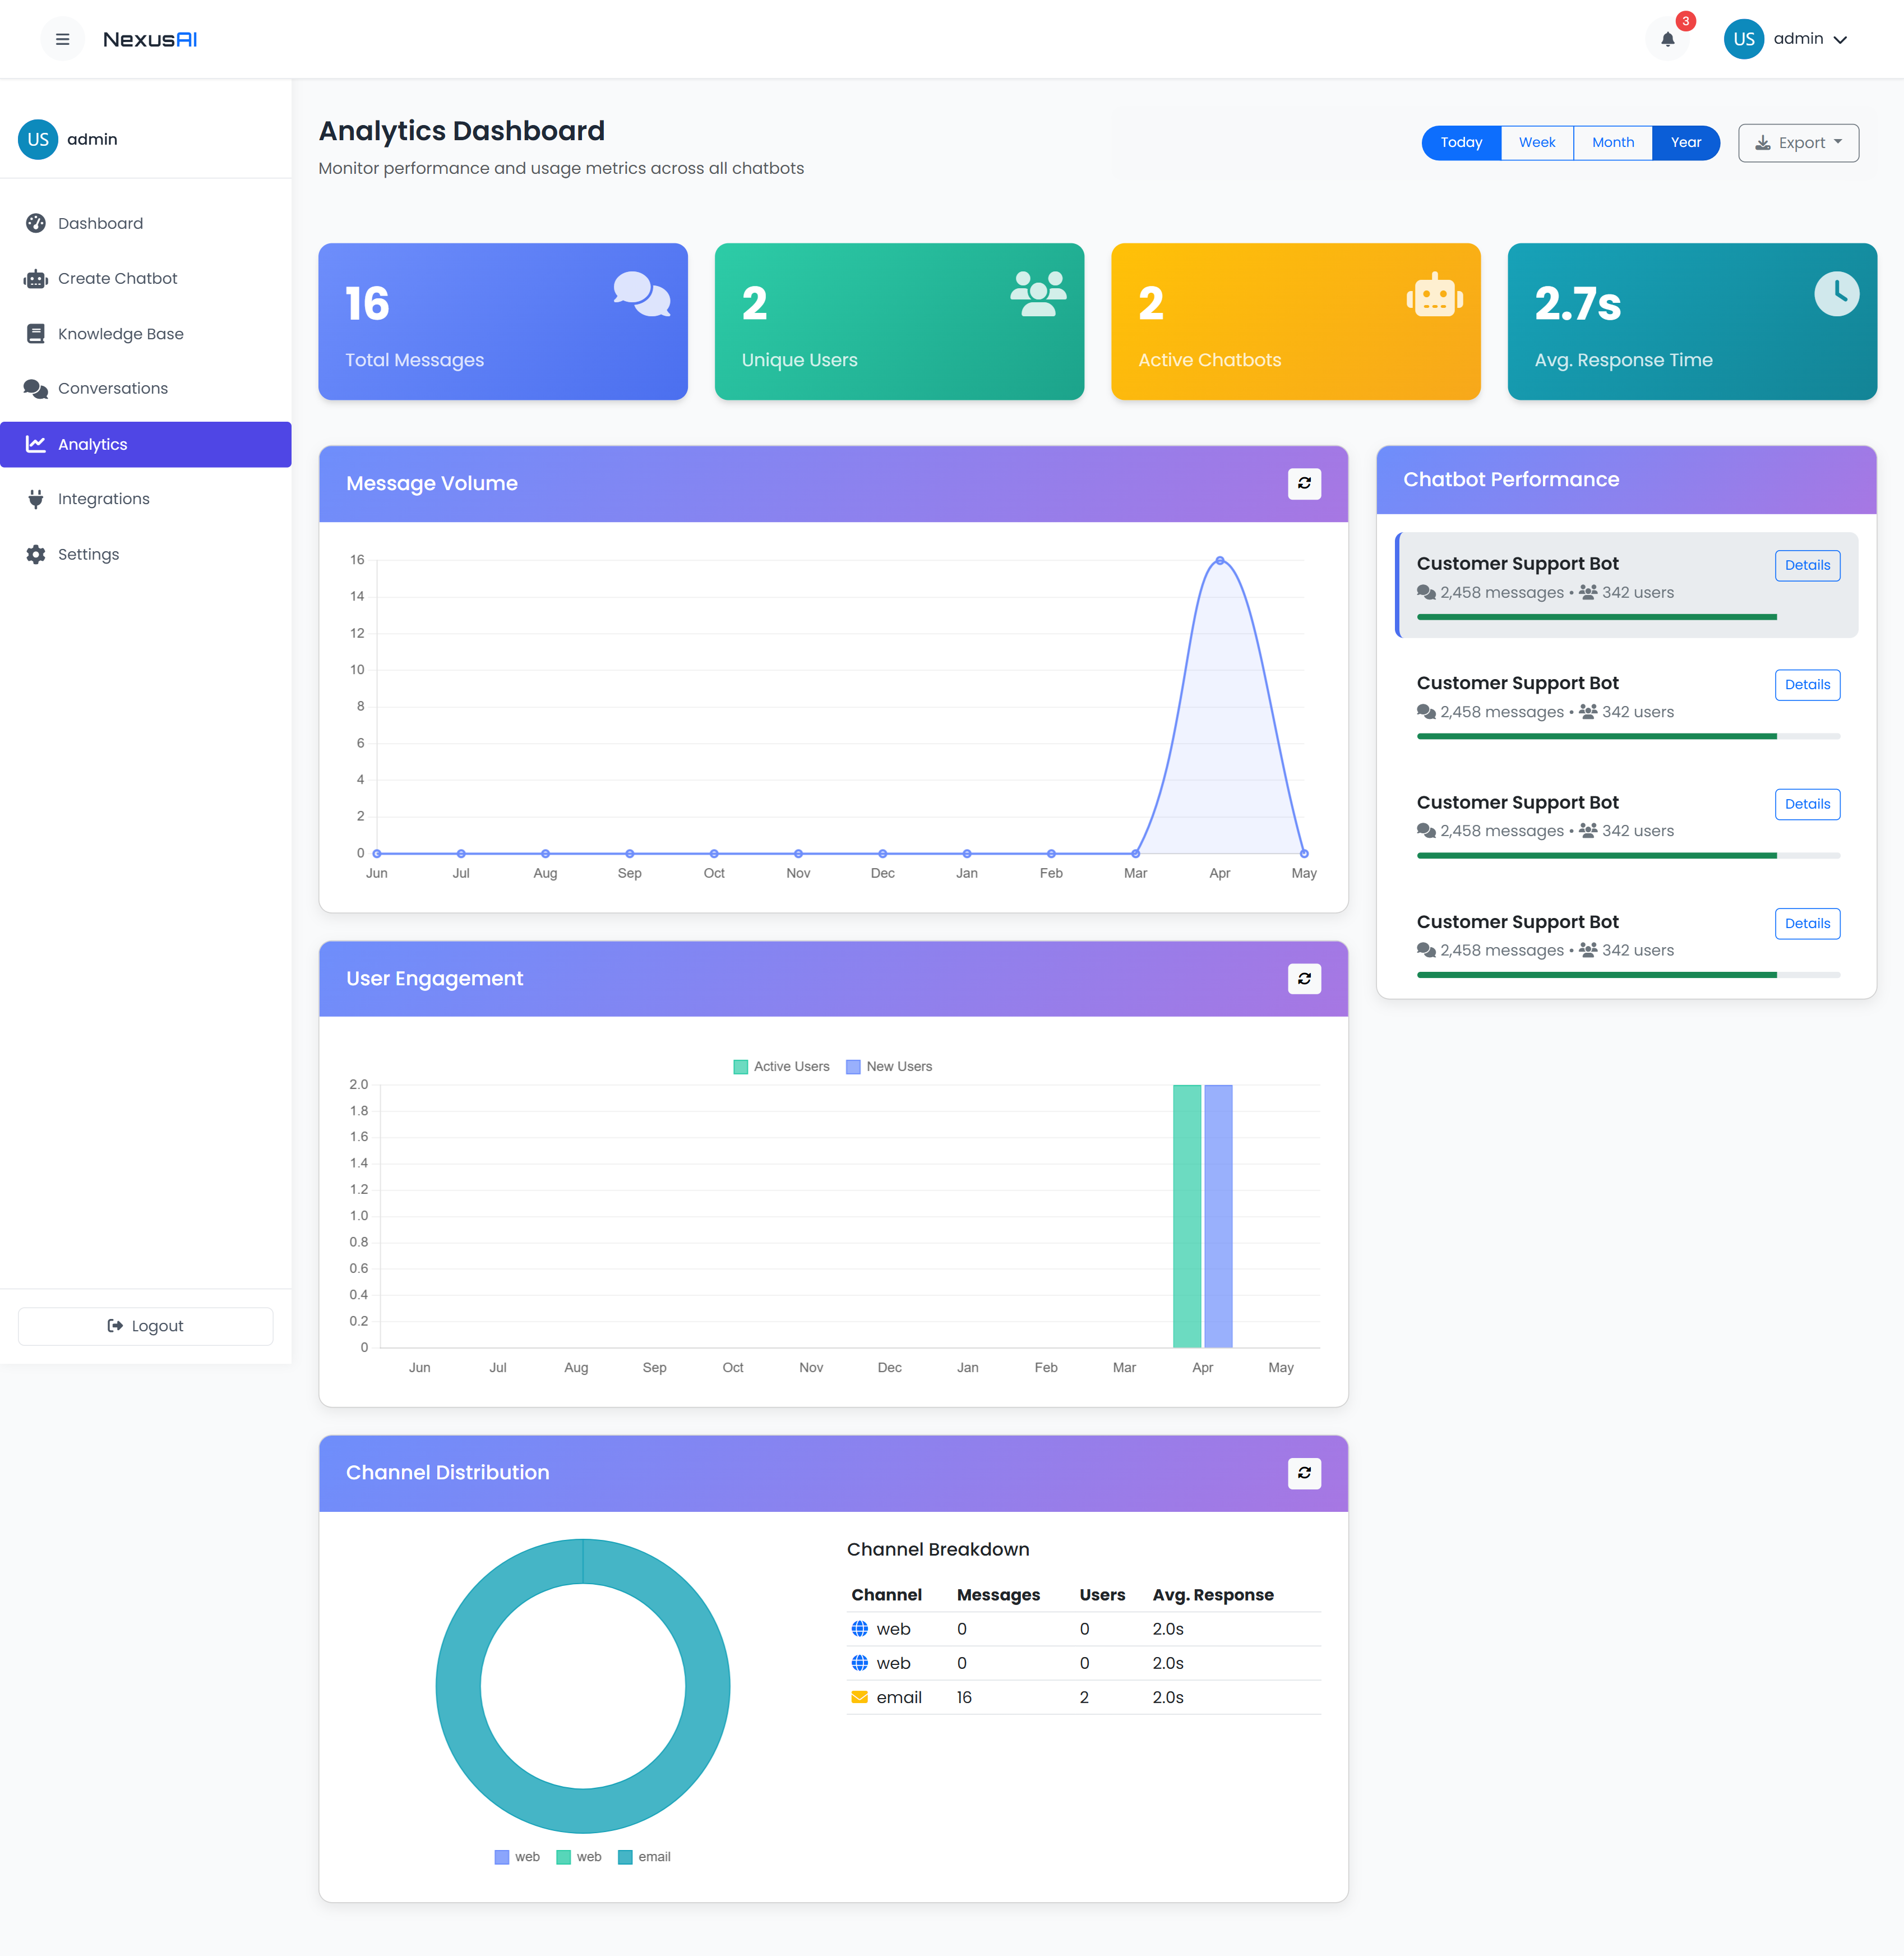 NexusAI
3
US admin
US admin
Dashboard
Create Chatbot
Knowledge Base
Conversations
Analytics
Integrations
Settings
Logout
Analytics Dashboard
Monitor performance and usage metrics across all chatbots
Today Week Month Year Export
16
Total Messages
2
Unique Users
2
Active Chatbots
2.7s
Avg. Response Time
Message Volume
16
14
12
10
8
6
4
2
0
Jun Jul Aug Sep Oct Nov Dec Jan Feb Mar Apr May
Chatbot Performance
Customer Support Bot Details
2,458 messages • 342 users
Customer Support Bot Details
2,458 messages • 342 users
Customer Support Bot Details
2,458 messages • 342 users
Customer Support Bot Details
2,458 messages • 342 users
User Engagement
Active Users New Users
2.0
1.8
1.6
1.4
1.2
1.0
0.8
0.6
0.4
0.2
0
Jun Jul Aug Sep Oct Nov Dec Jan Feb Mar Apr May
Channel Distribution
web web email
Channel Breakdown
Channel Messages Users Avg. Response
web 0 0 2.0s
web 0 0 2.0s
email 16 2 2.0s